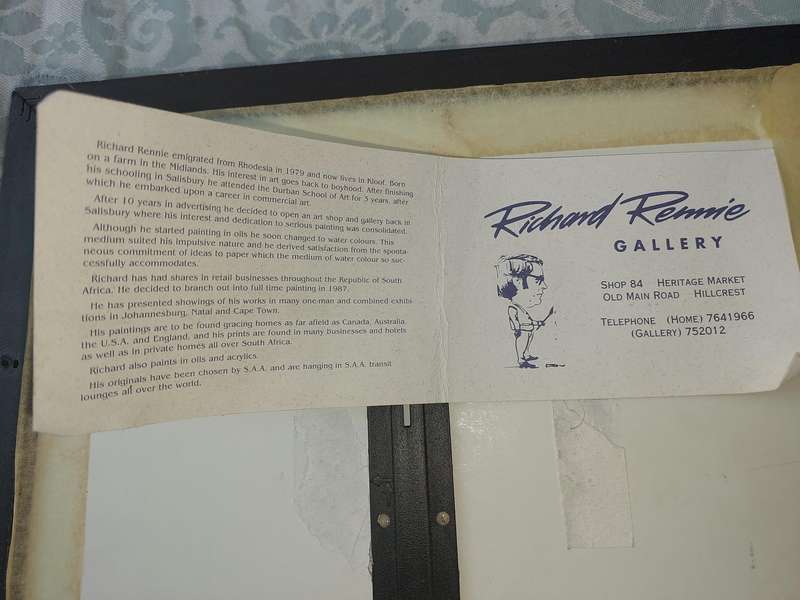 Richard Rennie emigrated from Rhodesia in 1979 and now lives in Kloof. Born
on a farm in the Midlands. His interest in art goes back to boyhood. After finishing
his schooling in Salisbury he attended the Durban School of Art for 3 years, after
which he embarked upon a career in commercial art.
After 10 years in advertising he decided to open an art shop and gallery back in
Salisbury where his interest and dedication to serious painting was consolidated.
Although he started painting in oils he soon changed to water colours. This
medium suited his impulsive nature and he derived satisfaction from the sponta-
neous commitment of ideas to paper which the medium of water colour so suc-
cessfully accommodates.
Richard has had shares in retail businesses throughout the Republic of South
Africa. He decided to branch out into full time painting in 1987.
He has presented showings of his works in many one-man and combined exhibi-
tions in Johannesburg, Natal and Cape Town.
His paintings are to be found gracing homes as far afield as Canada, Australia,
the U.S.A. and England, and his prints are found in many businesses and hotels
as well as in private homes all over South Africa.
Richard also paints in oils and acrylics.
His originals have been chosen by S.A.A. and are hanging in S.A.A. transit
lounges all over the world.
Richard Rennie
GALLERY
SHOP 84 HERITAGE MARKET
OLD MAIN ROAD HILLCREST
TELEPHONE (HOME) 7641966
(GALLERY) 752012